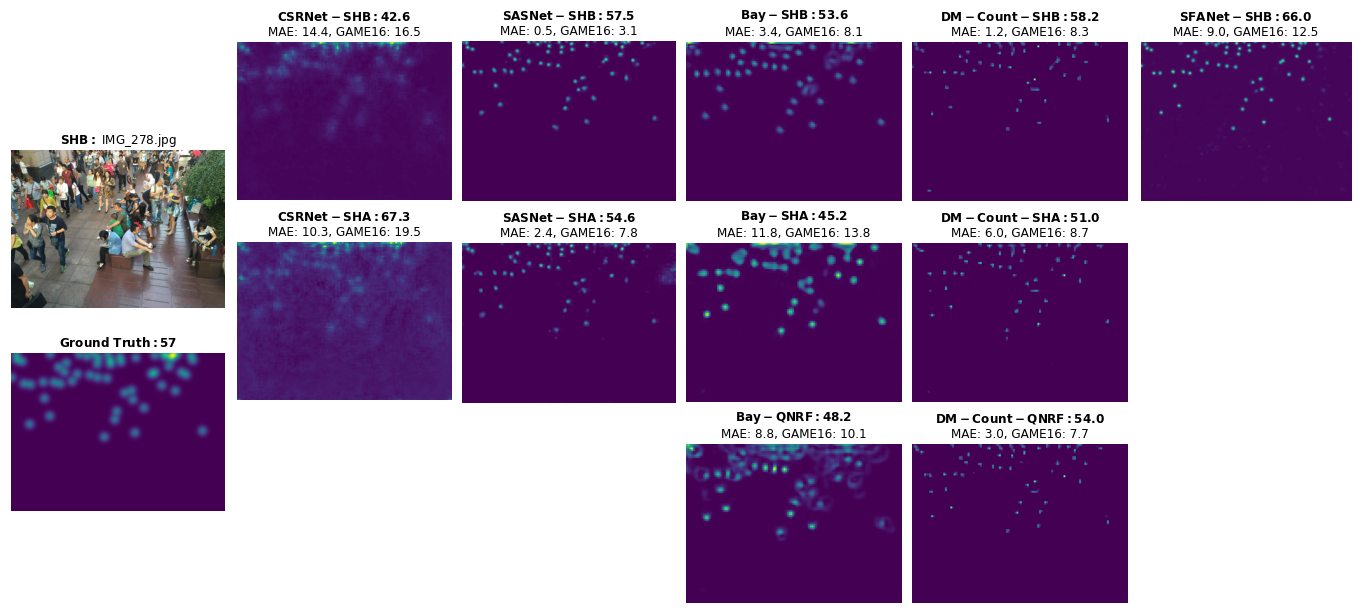 CSRNet − SHB: 42.6
MAE: 14.4, GAME16: 16.5
SASNet − SHB: 57.5
MAE: 0.5, GAME16: 3.1
Bay − SHB: 53.6
MAE: 3.4, GAME16: 8.1
DM − Count − SHB: 58.2
MAE: 1.2, GAME16: 8.3
SFANet − SHB: 66.0
MAE: 9.0, GAME16: 12.5
SHB: IMG_278.jpg
CSRNet − SHA: 67.3
MAE: 10.3, GAME16: 19.5
SASNet − SHA: 54.6
MAE: 2.4, GAME16: 7.8
Bay − SHA: 45.2
MAE: 11.8, GAME16: 13.8
DM − Count − SHA: 51.0
MAE: 6.0, GAME16: 8.7
Ground Truth: 57
Bay − QNRF: 48.2
MAE: 8.8, GAME16: 10.1
DM − Count − QNRF: 54.0
MAE: 3.0, GAME16: 7.7